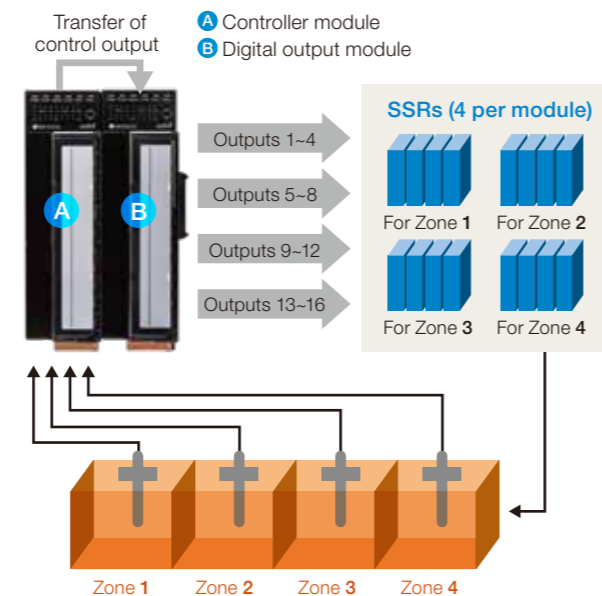 Transfer of
control output
A Controller module
B Digital output module
SSRs (4 per module)
Outputs 1~4
Outputs 5~8
Outputs 9~12
Outputs 13~16
A
B
For Zone 1
For Zone 2
For Zone 3
For Zone 4
Zone 1
Zone 2
Zone 3
Zone 4